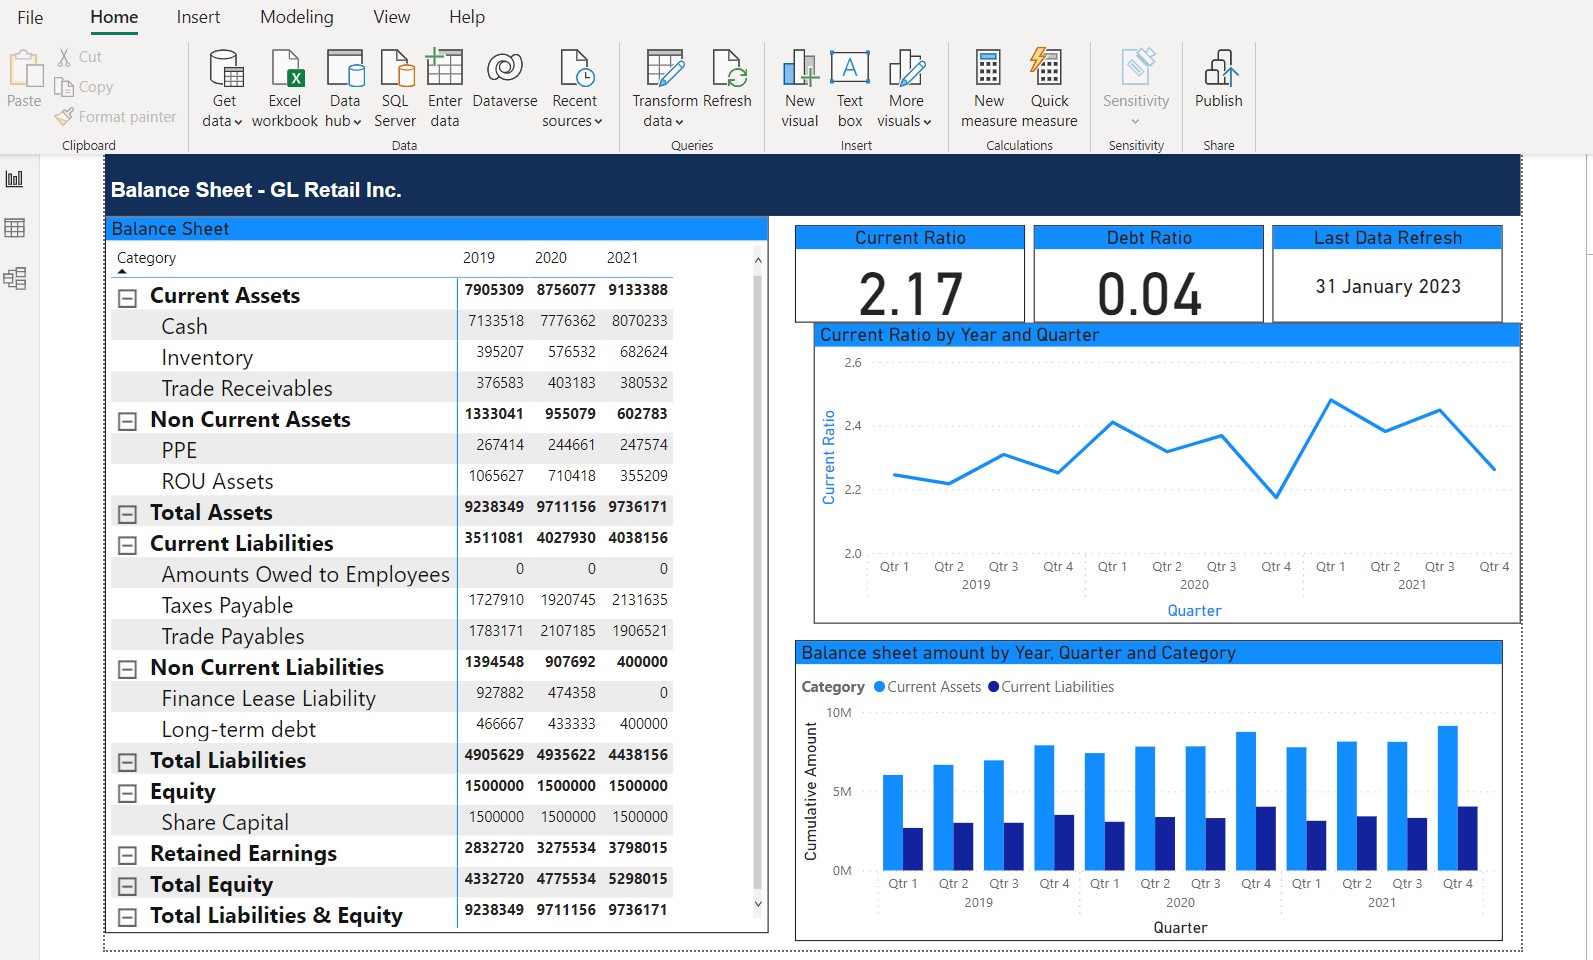 File Home Insert Modeling View Help
Paste
Cut
Copy
Format painter
Clipboard
Get data
Excel workbook
Data hub
SQL Server
Enter data
Dataverse
Recent sources
Data
Transform data
Refresh
Queries
New visual
A
Text box
More visuals
Insert
New measure
Quick measure
Calculations
Sensitivity
Sensitivity
Publish
Share
Balance Sheet - GL Retail Inc.
Balance Sheet
Category 2019 2020 2021
Current Assets 7905309 8756077 9133388
Cash 7133518 7776362 8070233
Inventory 395207 576532 682624
Trade Receivables 376583 403183 380532
Non Current Assets 1333041 955079 602783
PPE 267414 244661 247574
ROU Assets 1065627 710418 355209
Total Assets 9238349 9711156 9736171
Current Liabilities 3511081 4027930 4038156
Amounts Owed to Employees 0 0 0
Taxes Payable 1727910 1920745 2131635
Trade Payables 1783171 2107185 1906521
Non Current Liabilities 1394548 907692 400000
Finance Lease Liability 927882 474358 0
Long-term debt 466667 433333 400000
Total Liabilities 4905629 4935622 4438156
Equity 1500000 1500000 1500000
Share Capital 1500000 1500000 1500000
Retained Earnings 2832720 3275534 3798015
Total Equity 4332720 4775534 5298015
Total Liabilities & Equity 9238349 9711156 9736171
Current Ratio
2.17
Debt Ratio
0.04
Last Data Refresh
31 January 2023
Current Ratio by Year and Quarter
Current Ratio
2.6
2.4
2.2
2.0
Qtr 1 Qtr 2 Qtr 3 Qtr 4 Qtr 1 Qtr 2 Qtr 3 Qtr 4 Qtr 1 Qtr 2 Qtr 3 Qtr 4
2019 2020 2021
Quarter
Balance sheet amount by Year, Quarter and Category
Category Current Assets Current Liabilities
Cumulative Amount
10M
5M
0M
Qtr 1 Qtr 2 Qtr 3 Qtr 4 Qtr 1 Qtr 2 Qtr 3 Qtr 4 Qtr 1 Qtr 2 Qtr 3 Qtr 4
2019 2020 2021
Quarter